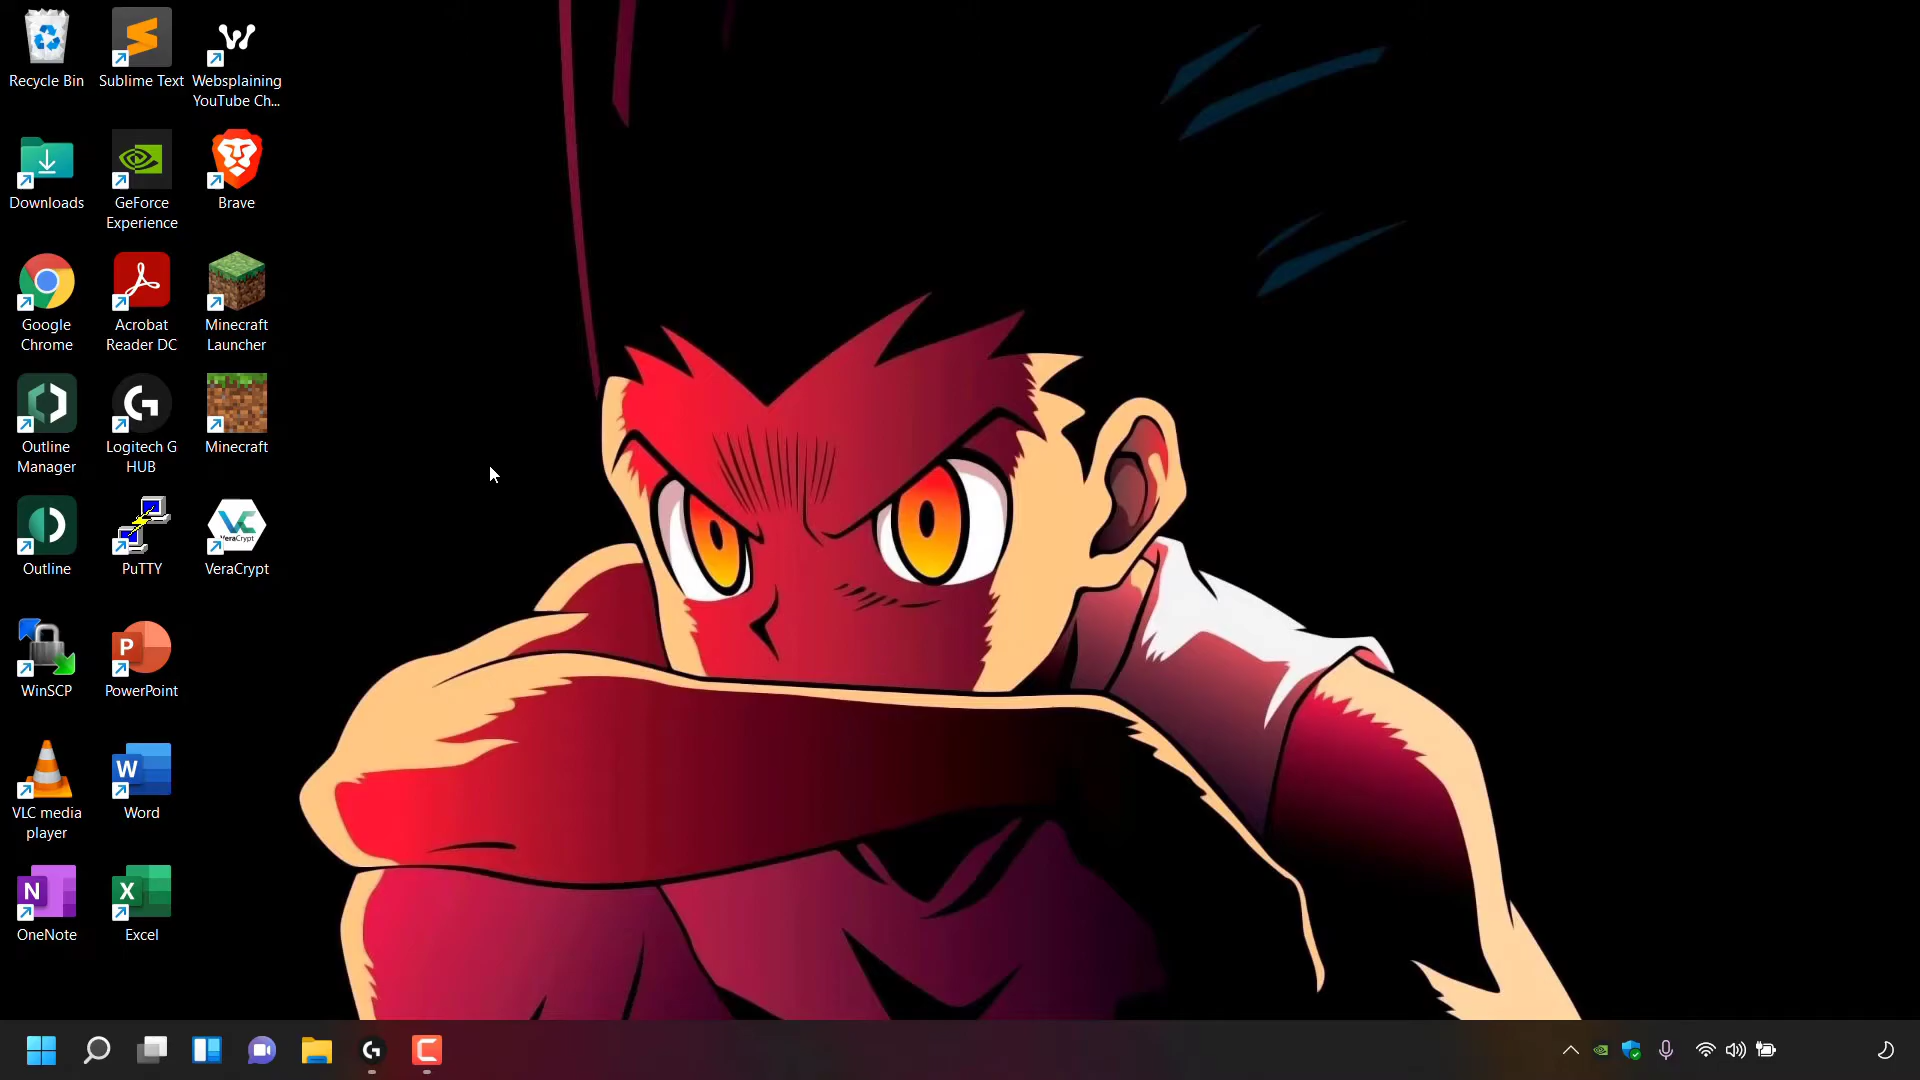 Recycle Bin
Sublime Text
Websplaining
YouTube Ch...
Downloads
GeForce
Experience
Brave
Google
Chrome
Acrobat
Reader DC
Minecraft
Launcher
Outline
Manager
Logitech G
HUB
Minecraft
Outline
PuTTY
VeraCrypt
VeraCrypt
WinSCP
P
PowerPoint
VLC media
player
W
Word
N
OneNote
X
Excel